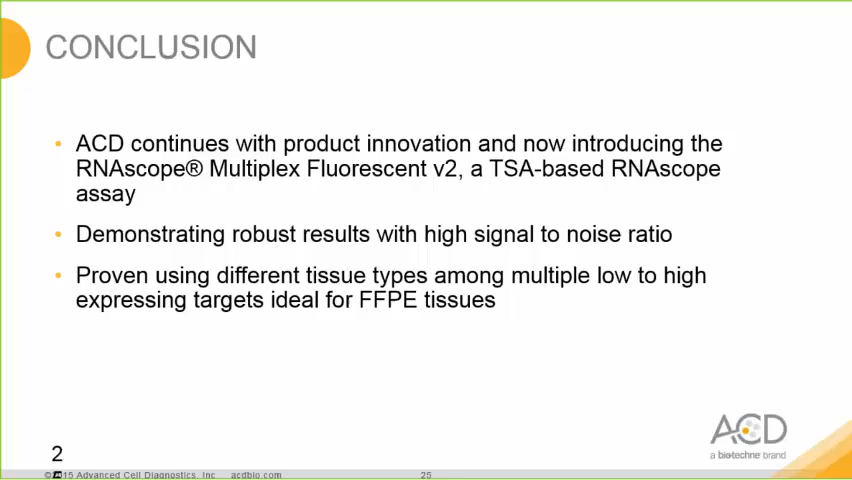 CONCLUSION
• ACD continues with product innovation and now introducing the
RNAscope® Multiplex Fluorescent v2, a TSA-based RNAscope
assay
• Demonstrating robust results with high signal to noise ratio
• Proven using different tissue types among multiple low to high
expressing targets ideal for FFPE tissues
ACD
a biotechne brand
2
15 Advanced Cell Diagnostics, Inc acdbio.com 25